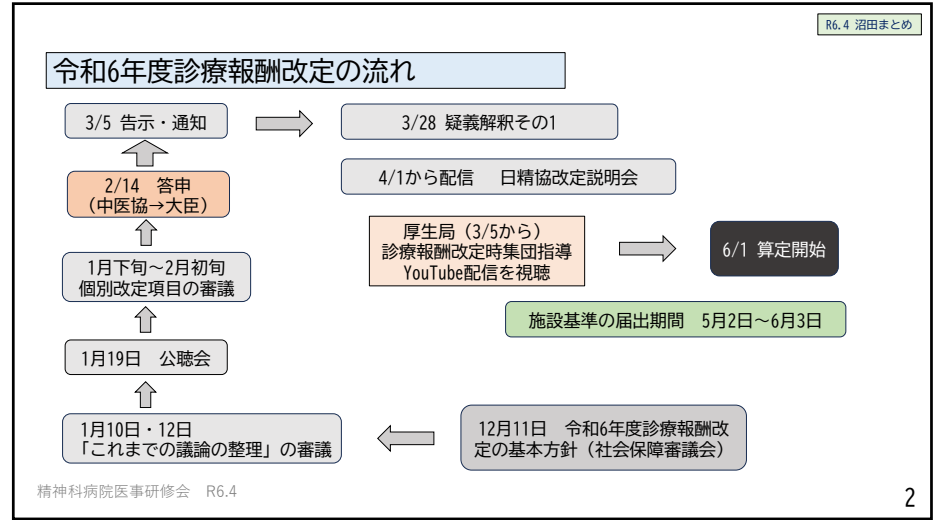 R6.4 沼田まとめ
令和6年度診療報酬改定の流れ
3/5 告示・通知
3/28 疑義解釈その1
4/1から配信　日精協改定説明会
2/14　答申
（中医協→大臣）
厚生局（3/5から）
診療報酬改定時集団指導
YouTube配信を視聴
6/1 算定開始
1月下旬～2月初旬
個別改定項目の審議
施設基準の届出期間　5月2日～6月3日
1月19日　公聴会
1月10日・12日
「これまでの議論の整理」の審議
12月11日　令和6年度診療報酬改
定の基本方針（社会保障審議会）
精神科病院医事研修会　R6.4
2